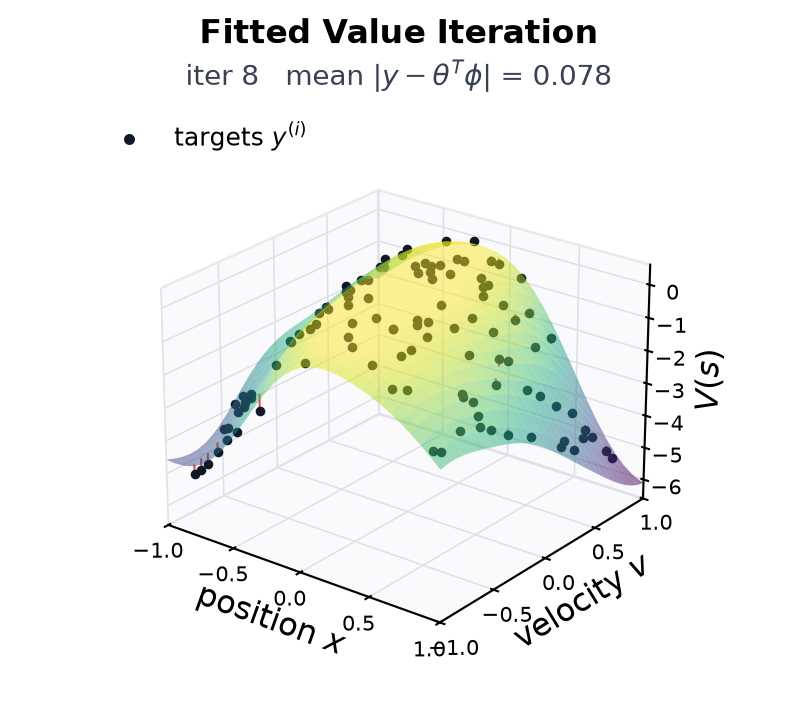 Fitted Value Iteration
iter 8 mean |y − θᵀϕ| = 0.078
targets y⁽ⁱ⁾
0
−1
−2
−3
−4
−5
−6
V(s)
−1.0
−0.5
0.0
0.5
1.0
position x
−1.0
−0.5
0.0
0.5
1.0
velocity v